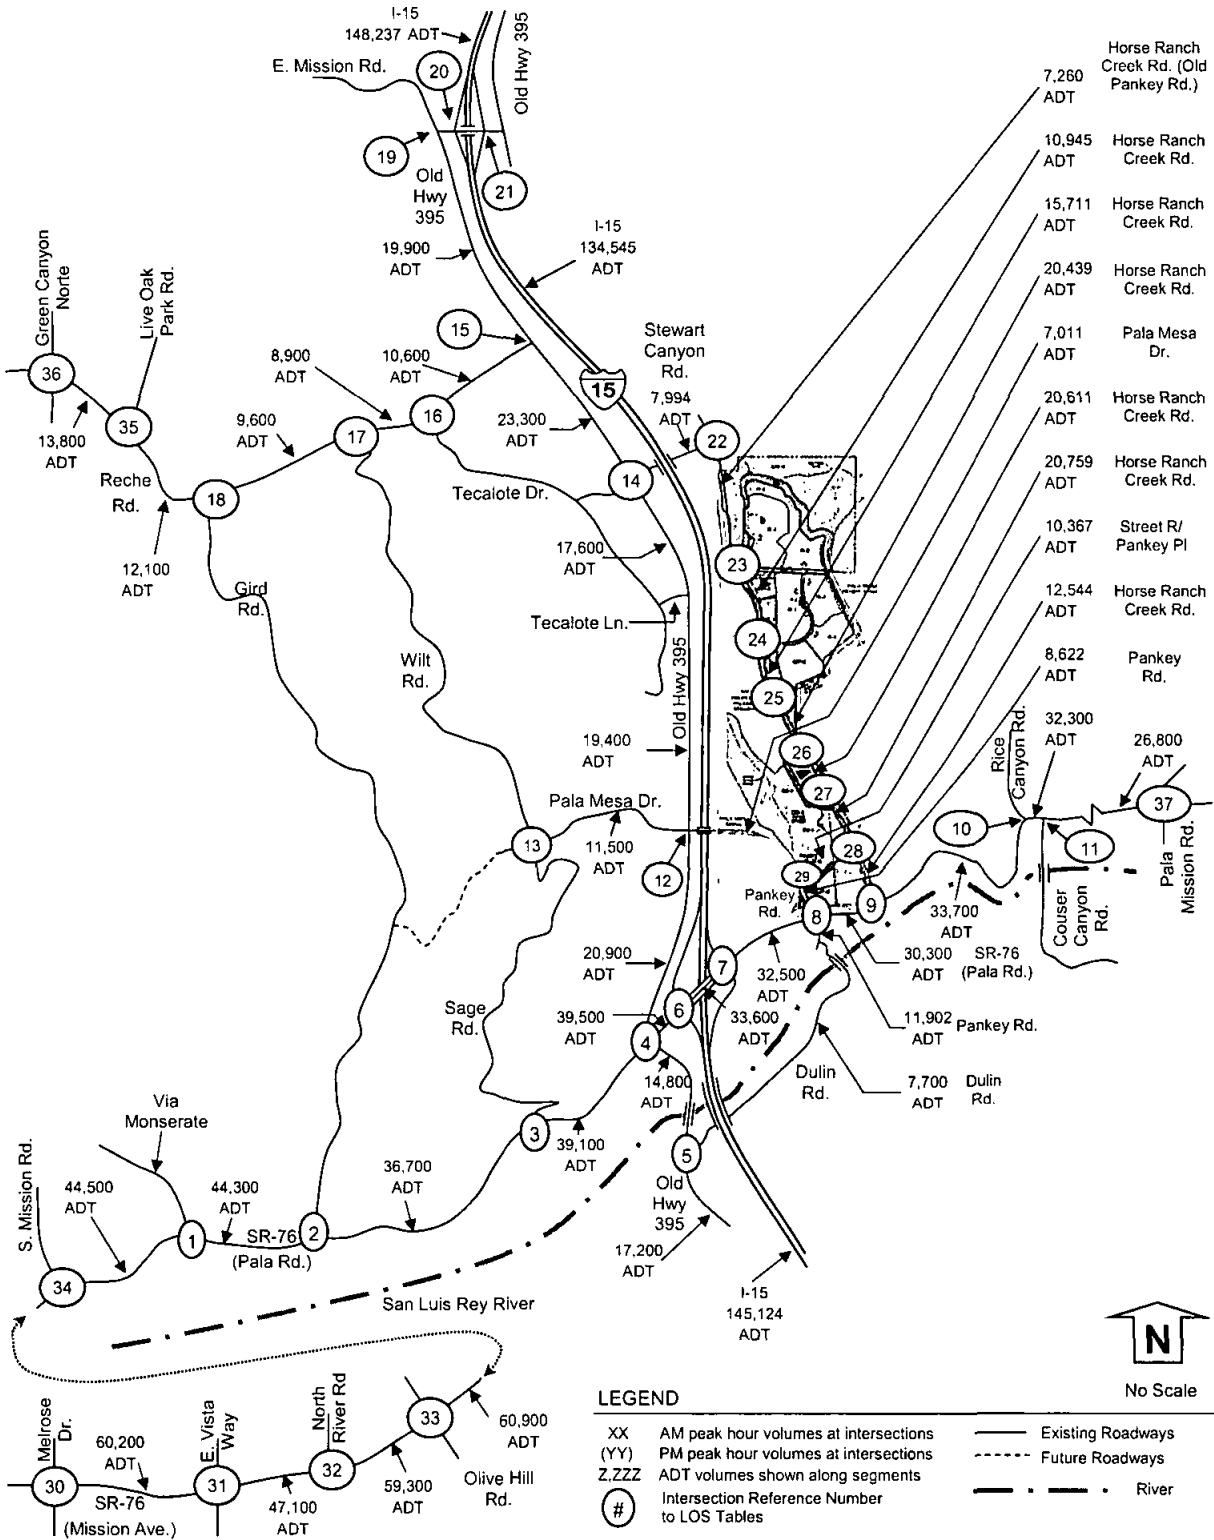 I-15
148,237 ADT
Old Hwy 395
E. Mission Rd.
20
19
21
Old
Hwy
395
19,900
ADT
I-15
134,545
ADT
Horse Ranch
Creek Rd. (Old
Pankey Rd.)
7,260
ADT
10,945
ADT
Horse Ranch
Creek Rd.
15,711
ADT
Horse Ranch
Creek Rd.
20,439
ADT
Horse Ranch
Creek Rd.
7,011
ADT
Pala Mesa
Dr.
20,611
ADT
Horse Ranch
Creek Rd.
20,759
ADT
Horse Ranch
Creek Rd.
10,367
ADT
Street R/
Pankey Pl
12,544
ADT
Horse Ranch
Creek Rd.
8,622
ADT
Pankey
Rd.
Green Canyon
Norte
Live Oak
Park Rd.
36
35
13,800
ADT
Reche
Rd.
18
12,100
ADT
9,600
ADT
8,900
ADT
17
10,600
ADT
16
15
23,300
ADT
15
Stewart
Canyon
Rd.
7,994
ADT
22
14
Tecalote Dr.
17,600
ADT
Tecalote Ln.
Gird
Rd.
Wilt
Rd.
Old Hwy 395
19,400
ADT
23
24
25
26
27
28
29
Pala Mesa Dr.
13
11,500
ADT
12
Pankey
Rd.
8
9
Rice
Canyon Rd.
32,300
ADT
26,800
ADT
37
10
11
Pala
Mission Rd.
Couser
Canyon
Rd.
33,700
ADT
30,300
ADT
SR-76
(Pala Rd.)
32,500
ADT
7
33,600
ADT
6
20,900
ADT
39,500
ADT
4
14,800
ADT
11,902
ADT
Pankey Rd.
Dulin
Rd.
7,700
ADT
Dulin
Rd.
Sage
Rd.
3
39,100
ADT
5
Old
Hwy
395
17,200
ADT
I-15
145,124
ADT
Via
Monserate
S. Mission Rd.
44,500
ADT
44,300
ADT
1
SR-76
(Pala Rd.)
2
36,700
ADT
34
San Luis Rey River
N
No Scale
Melrose
Dr.
60,200
ADT
30
SR-76
(Mission Ave.)
E. Vista
Way
31
47,100
ADT
North
River Rd
32
59,300
ADT
33
60,900
ADT
Olive Hill
Rd.
LEGEND
XX AM peak hour volumes at intersections
(YY) PM peak hour volumes at intersections
Z,ZZZ ADT volumes shown along segments
# Intersection Reference Number
to LOS Tables
Existing Roadways
Future Roadways
River